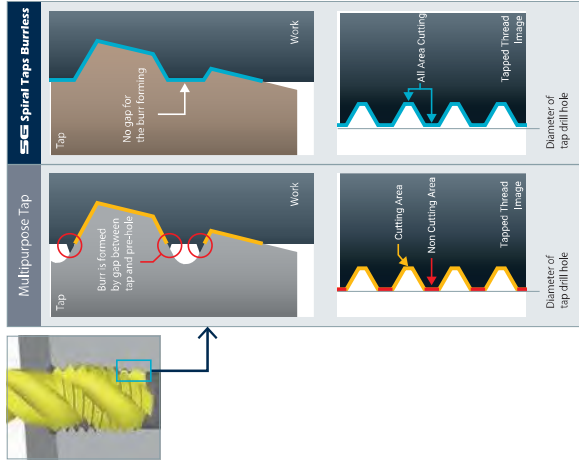 SG Spiral Taps Burrless
Tap
No gap for
the burr forming
Work
All Area Cutting
Tapped Thread
Image
Diameter of
tap drill hole
Multipurpose Tap
Tap
Burr is formed
by gap between
tap and pre-hole
Work
Cutting Area
Non Cutting Area
Tapped Thread
Image
Diameter of
tap drill hole